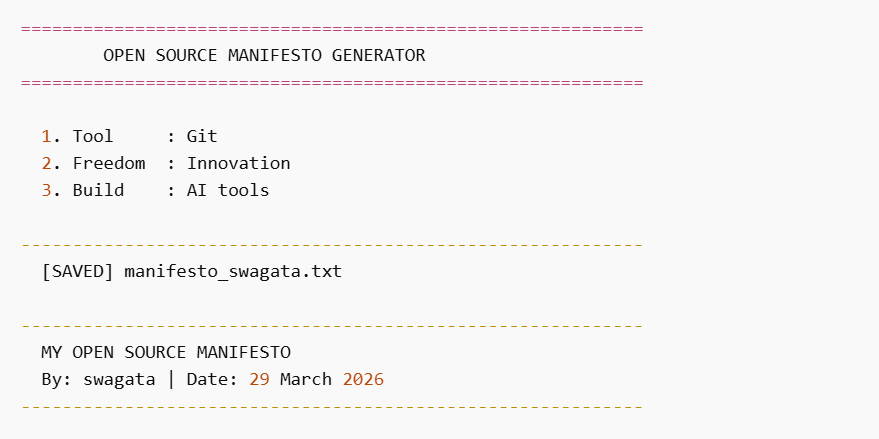 ============================================================
OPEN SOURCE MANIFESTO GENERATOR
============================================================
1. Tool     : Git
2. Freedom  : Innovation
3. Build    : AI tools
------------------------------------------------------------
[SAVED] manifesto_swagata.txt
------------------------------------------------------------
MY OPEN SOURCE MANIFESTO
By: swagata | Date: 29 March 2026
------------------------------------------------------------